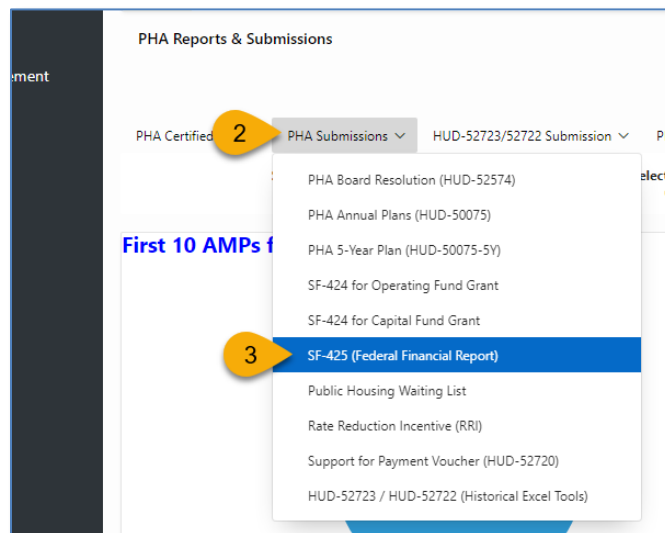 PHA Reports & Submissions
ement
PHA Certified 2 PHA Submissions HUD-52723/52722 Submission P
elect
PHA Board Resolution (HUD-52574)
PHA Annual Plans (HUD-50075)
First 10 AMPs f
PHA 5-Year Plan (HUD-50075-5Y)
SF-424 for Operating Fund Grant
SF-424 for Capital Fund Grant
3 SF-425 (Federal Financial Report)
Public Housing Waiting List
Rate Reduction Incentive (RRI)
Support for Payment Voucher (HUD-52720)
HUD-52723 / HUD-52722 (Historical Excel Tools)